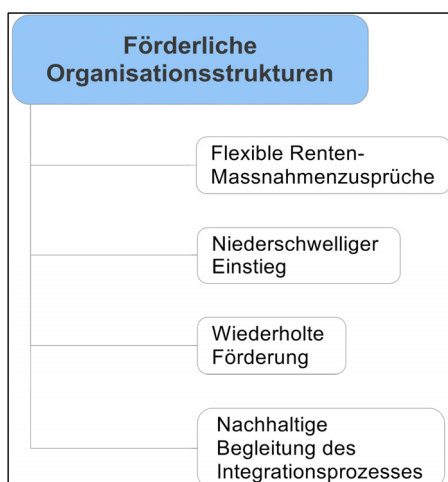 Förderliche
Organisationsstrukturen
Flexible Renten-
Massnahmenzusprüche
Niederschwelliger
Einstieg
Wiederholte
Förderung
Nachhaltige
Begleitung des
Integrationsprozesses